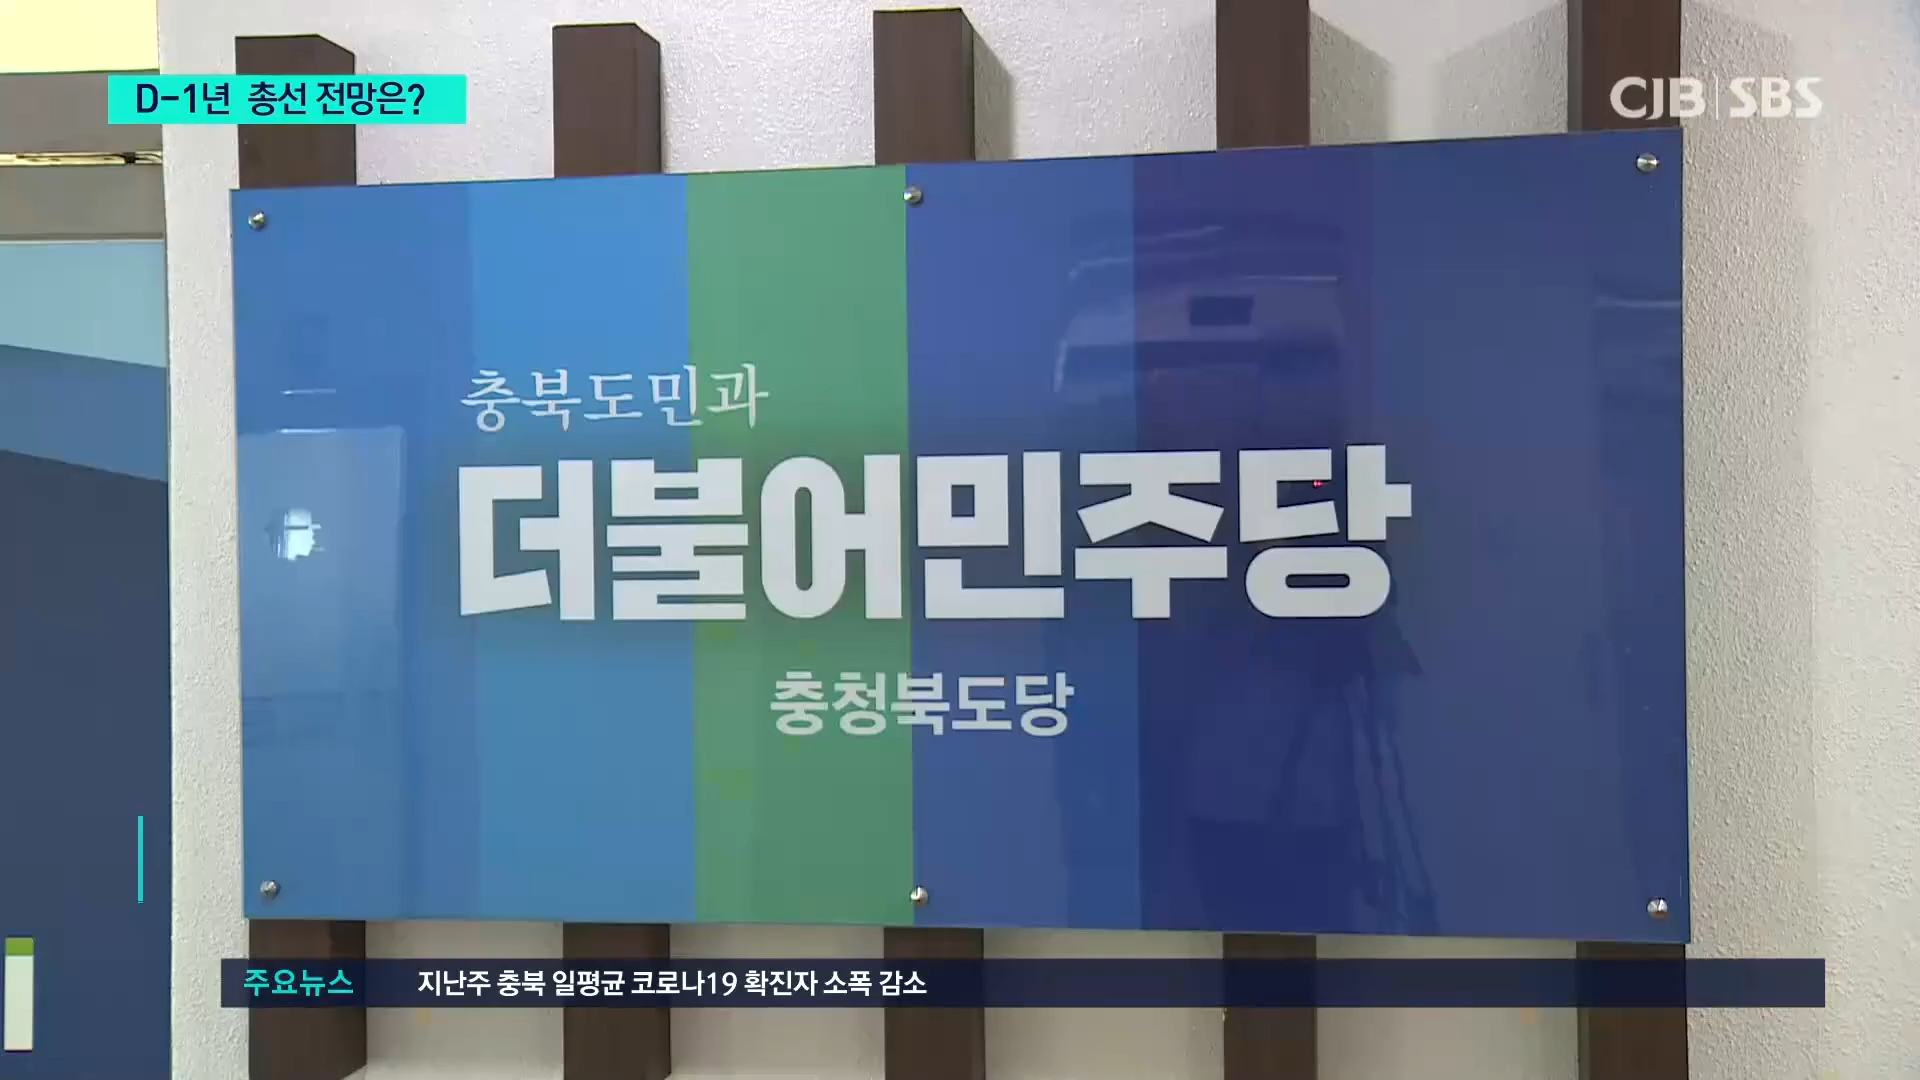 D-1년 총선 전망은?
CJB SBS
충북도민과
더불어민주당
충청북도당
주요뉴스 지난주 충북 일평균 코로나19 확진자 소폭 감소